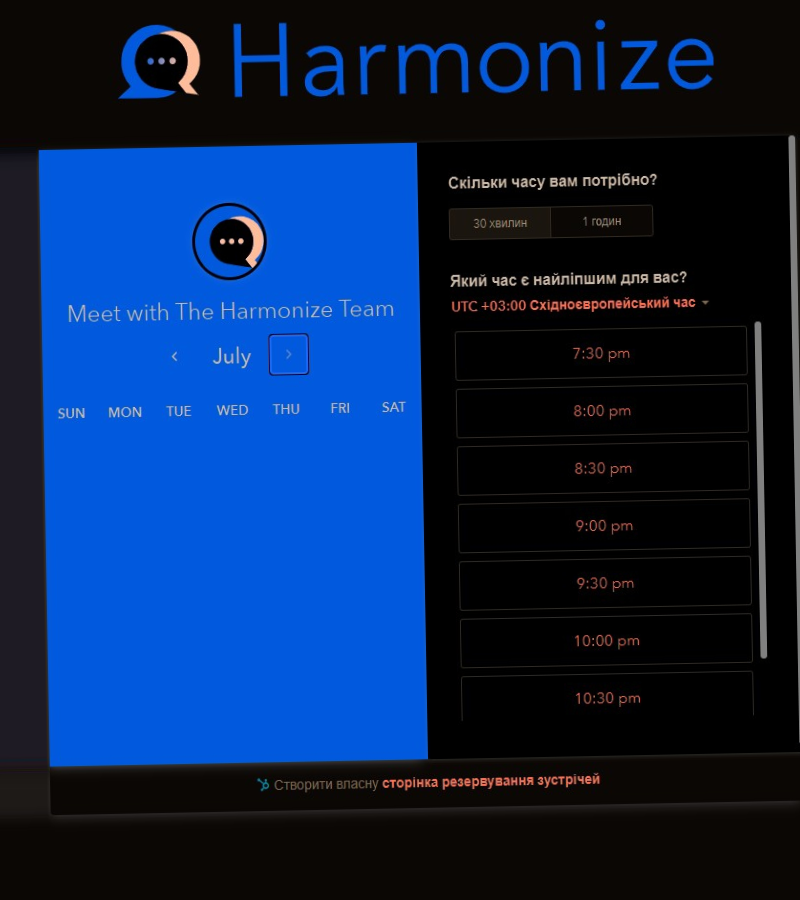 Harmonize
Meet with The Harmonize Team
July
SUN MON TUE WED THU FRI SAT
Скільки часу вам потрібно?
30 хвилин 1 годин
Який час є найліпшим для вас?
UTC +03:00 Східноєвропейський час
7:30 pm
8:00 pm
8:30 pm
9:00 pm
9:30 pm
10:00 pm
10:30 pm
Створити власну сторінка резервування зустрічей